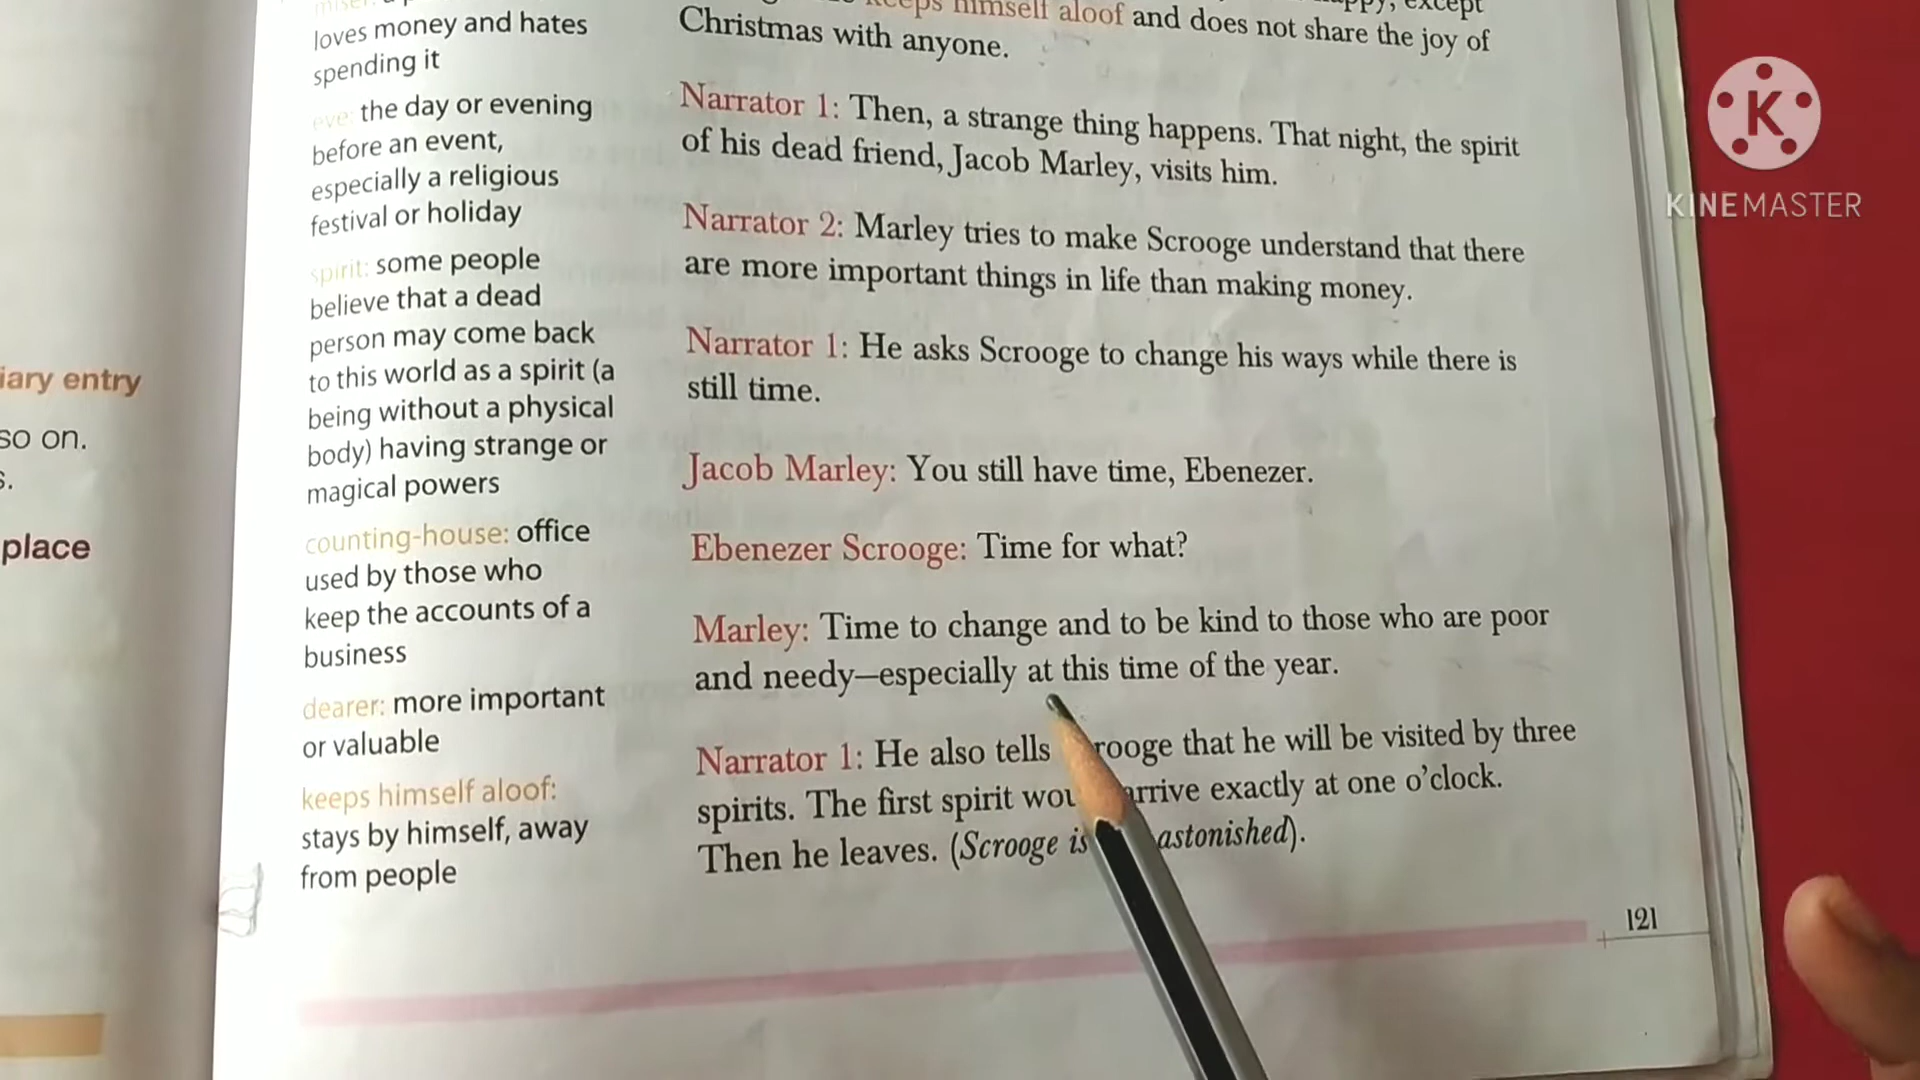 iary entry
so on.
s.
place
miser: a
loves money and hates
spending it
eve: the day or evening
before an event,
especially a religious
festival or holiday
spirit: some people
believe that a dead
person may come back
to this world as a spirit (a
being without a physical
body) having strange or
magical powers
counting-house: office
used by those who
keep the accounts of a
business
dearer: more important
or valuable
keeps himself aloof:
stays by himself, away
from people
keeps himself aloof and does not share the joy of
Christmas with anyone.
Narrator 1: Then, a strange thing happens. That night, the spirit
of his dead friend, Jacob Marley, visits him.
Narrator 2: Marley tries to make Scrooge understand that there
are more important things in life than making money.
Narrator 1: He asks Scrooge to change his ways while there is
still time.
Jacob Marley: You still have time, Ebenezer.
Ebenezer Scrooge: Time for what?
Marley: Time to change and to be kind to those who are poor
and needy—especially at this time of the year.
Narrator 1: He also tells rooge that he will be visited by three
spirits. The first spirit wou arrive exactly at one o'clock.
Then he leaves. (Scrooge is astonished).
121
K
KINEMASTER